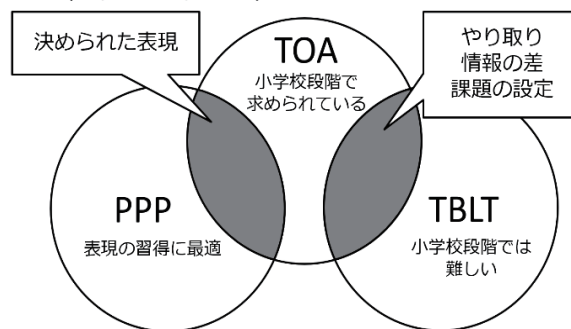 決められた表現
TOA
小学校段階で
求められている
やり取り
情報の差
課題の設定
PPP
表現の習得に最適
TBLT
小学校段階では
難しい